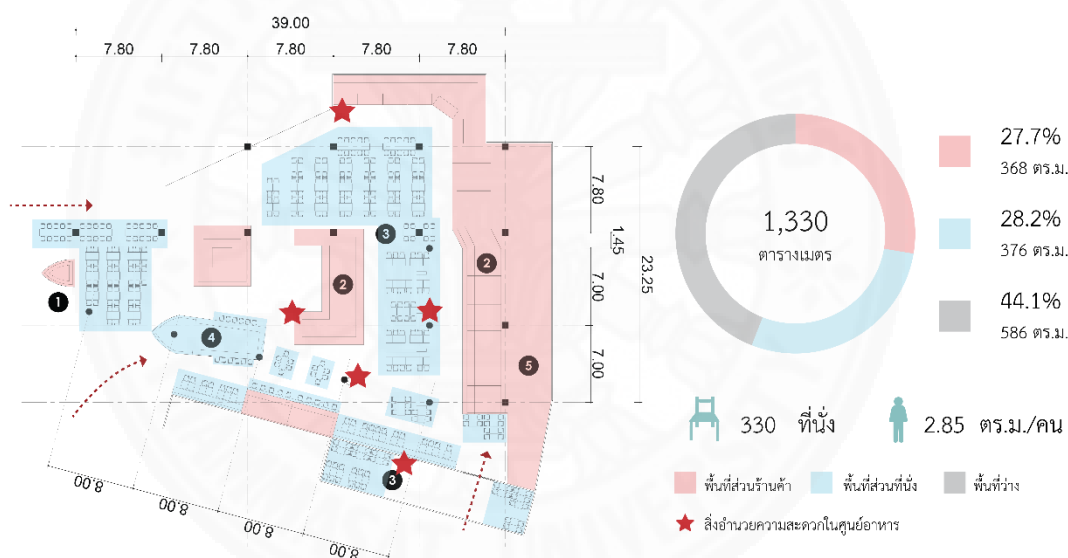 39.00
7.80 7.80 7.80 7.80 7.80
7.80
1.45
7.00
7.00
23.25
1
2
3
2
4
5
3
8.00
8.00
8.00
8.00
8.00
1,330
ตารางเมตร
27.7%
368 ตร.ม.
28.2%
376 ตร.ม.
44.1%
586 ตร.ม.
330 ที่นั่ง
2.85 ตร.ม./คน
พื้นที่ส่วนร้านค้า พื้นที่ส่วนที่นั่ง พื้นที่ว่าง
สิ่งอำนวยความสะดวกในศูนย์อาหาร